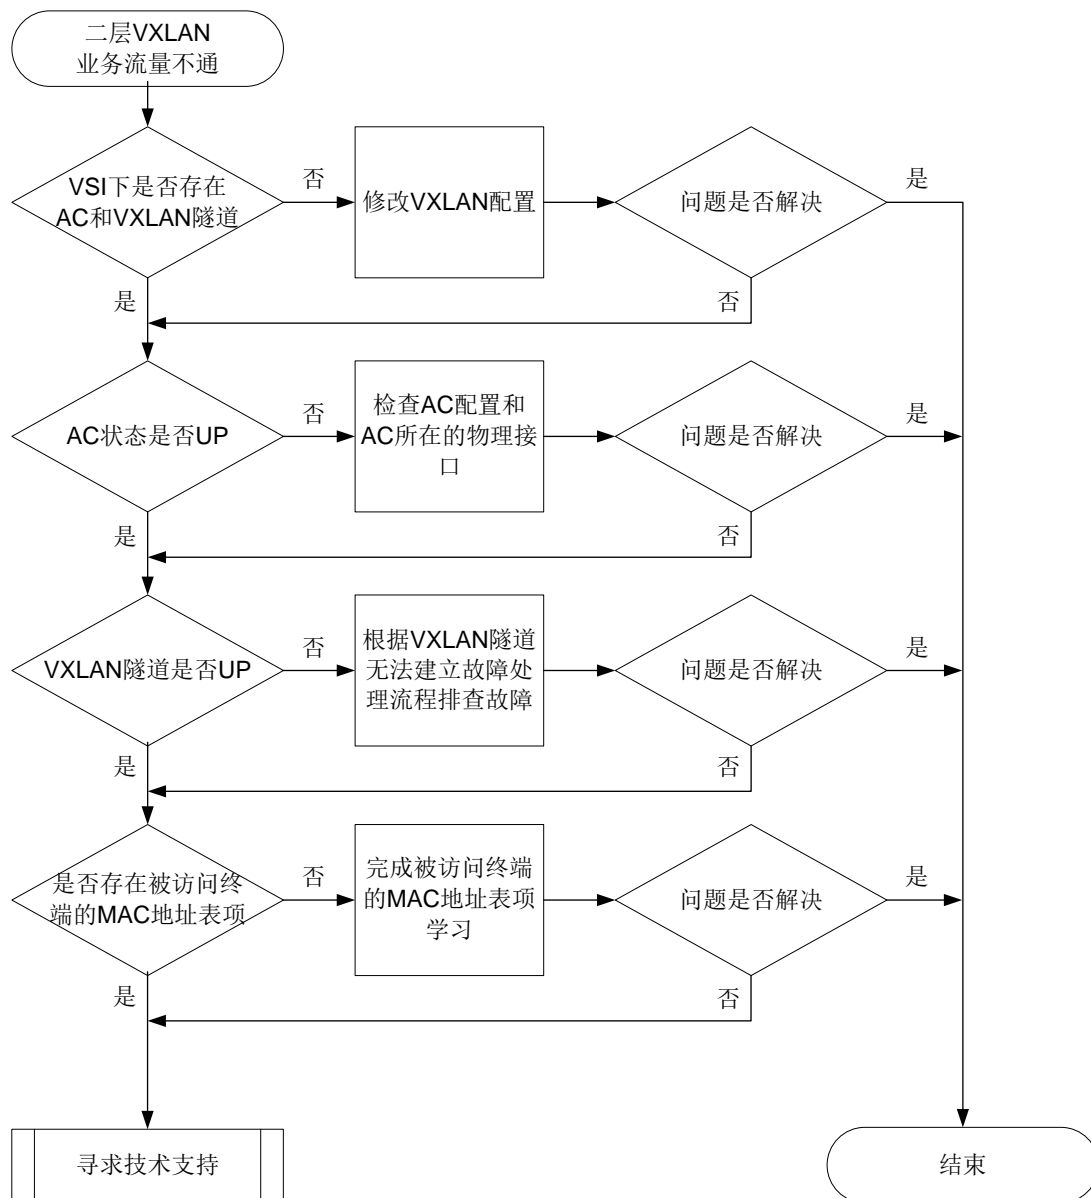 二层VXLAN
业务流量不通
VSI下是否存在
AC和VXLAN隧道
否
修改VXLAN配置
问题是否解决
是
是
否
AC状态是否UP
否
检查AC配置和
AC所在的物理接
口
问题是否解决
是
是
否
VXLAN隧道是否UP
否
根据VXLAN隧道
无法建立故障处
理流程排查故障
问题是否解决
是
是
否
是否存在被访问终
端的MAC地址表项
否
完成被访问终端
的MAC地址表项
学习
问题是否解决
是
是
否
寻求技术支持
结束